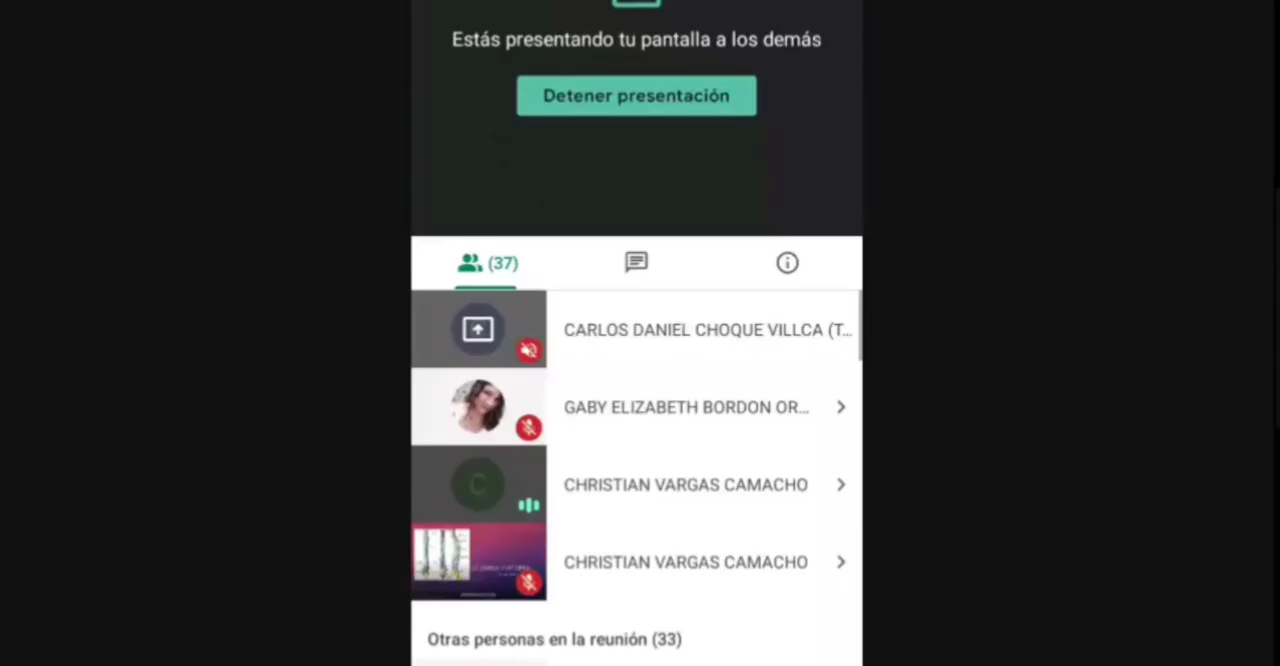 Estás presentando tu pantalla a los demás
Detener presentación
(37)
CARLOS DANIEL CHOQUE VILLCA (T...
GABY ELIZABETH BORDON OR...
C
CHRISTIAN VARGAS CAMACHO
CHRISTIAN VARGAS CAMACHO
Otras personas en la reunión (33)